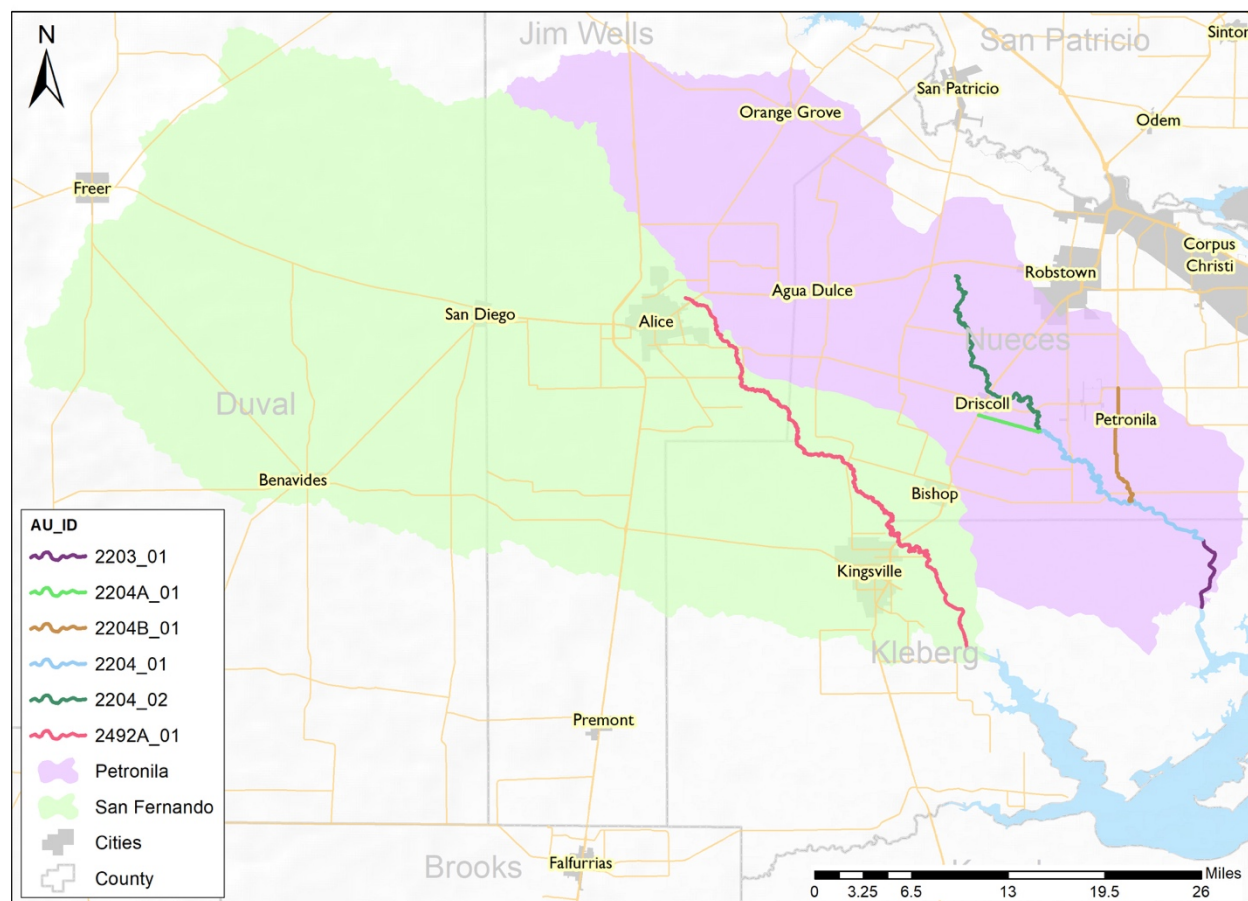 N
Jim Wells
San Patricio
Sinton
San Patricio
Orange Grove
Odem
Freer
Corpus
Christi
Robstown
Agua Dulce
San Diego
Alice
Nueces
Duval
Driscoll
Petronila
Benavides
Bishop
Kingsville
Kleberg
Premont
Brooks
Falfurrias
AU_ID
2203_01
2204A_01
2204B_01
2204_01
2204_02
2492A_01
Petronila
San Fernando
Cities
County
Miles
0 3.25 6.5 13 19.5 26